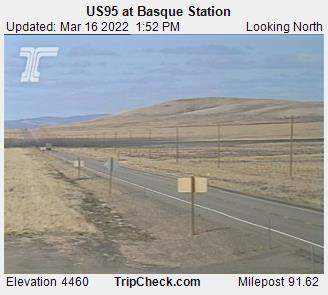 US95 at Basque Station
Updated: Mar 16 2022 1:52 PM Looking North
Elevation 4460 TripCheck.com Milepost 91.62